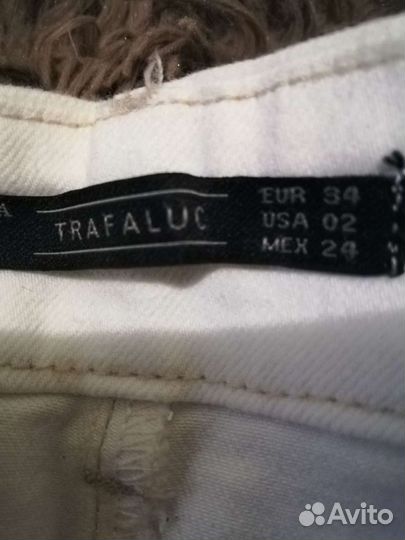 A
TRAFALUC
EUR 34
USA 02
MEX 24
Avito